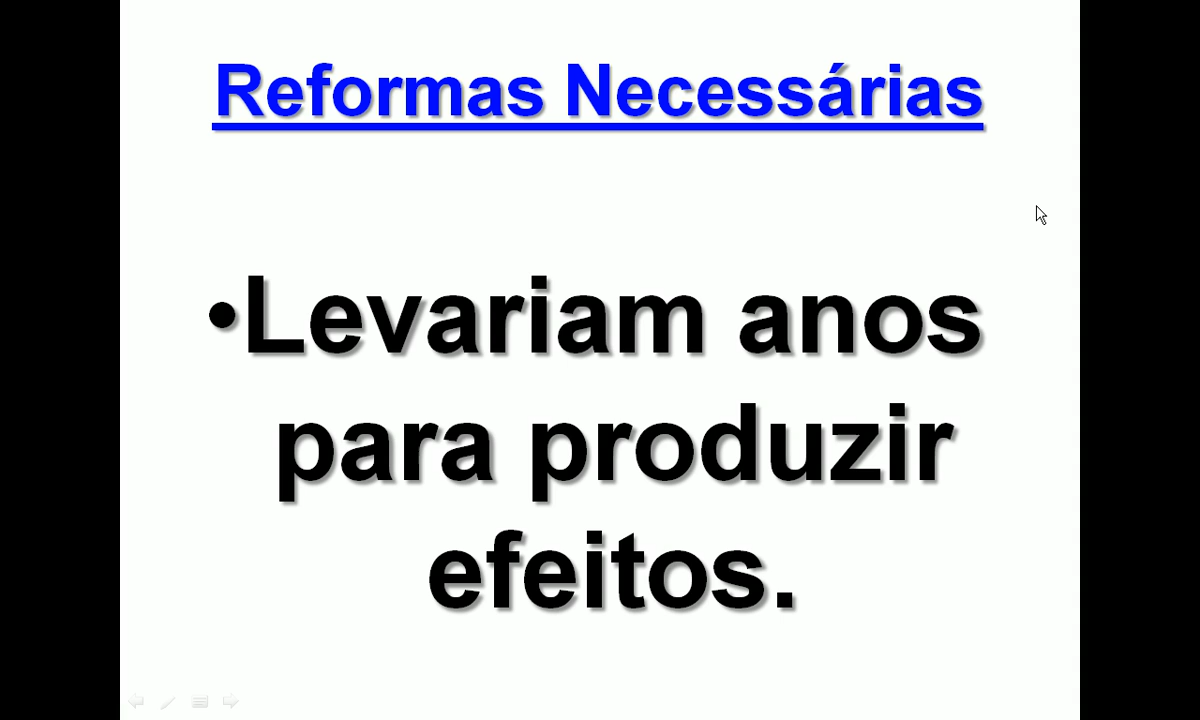 Reformas Necessárias
•Levariam anos
para produzir
efeitos.